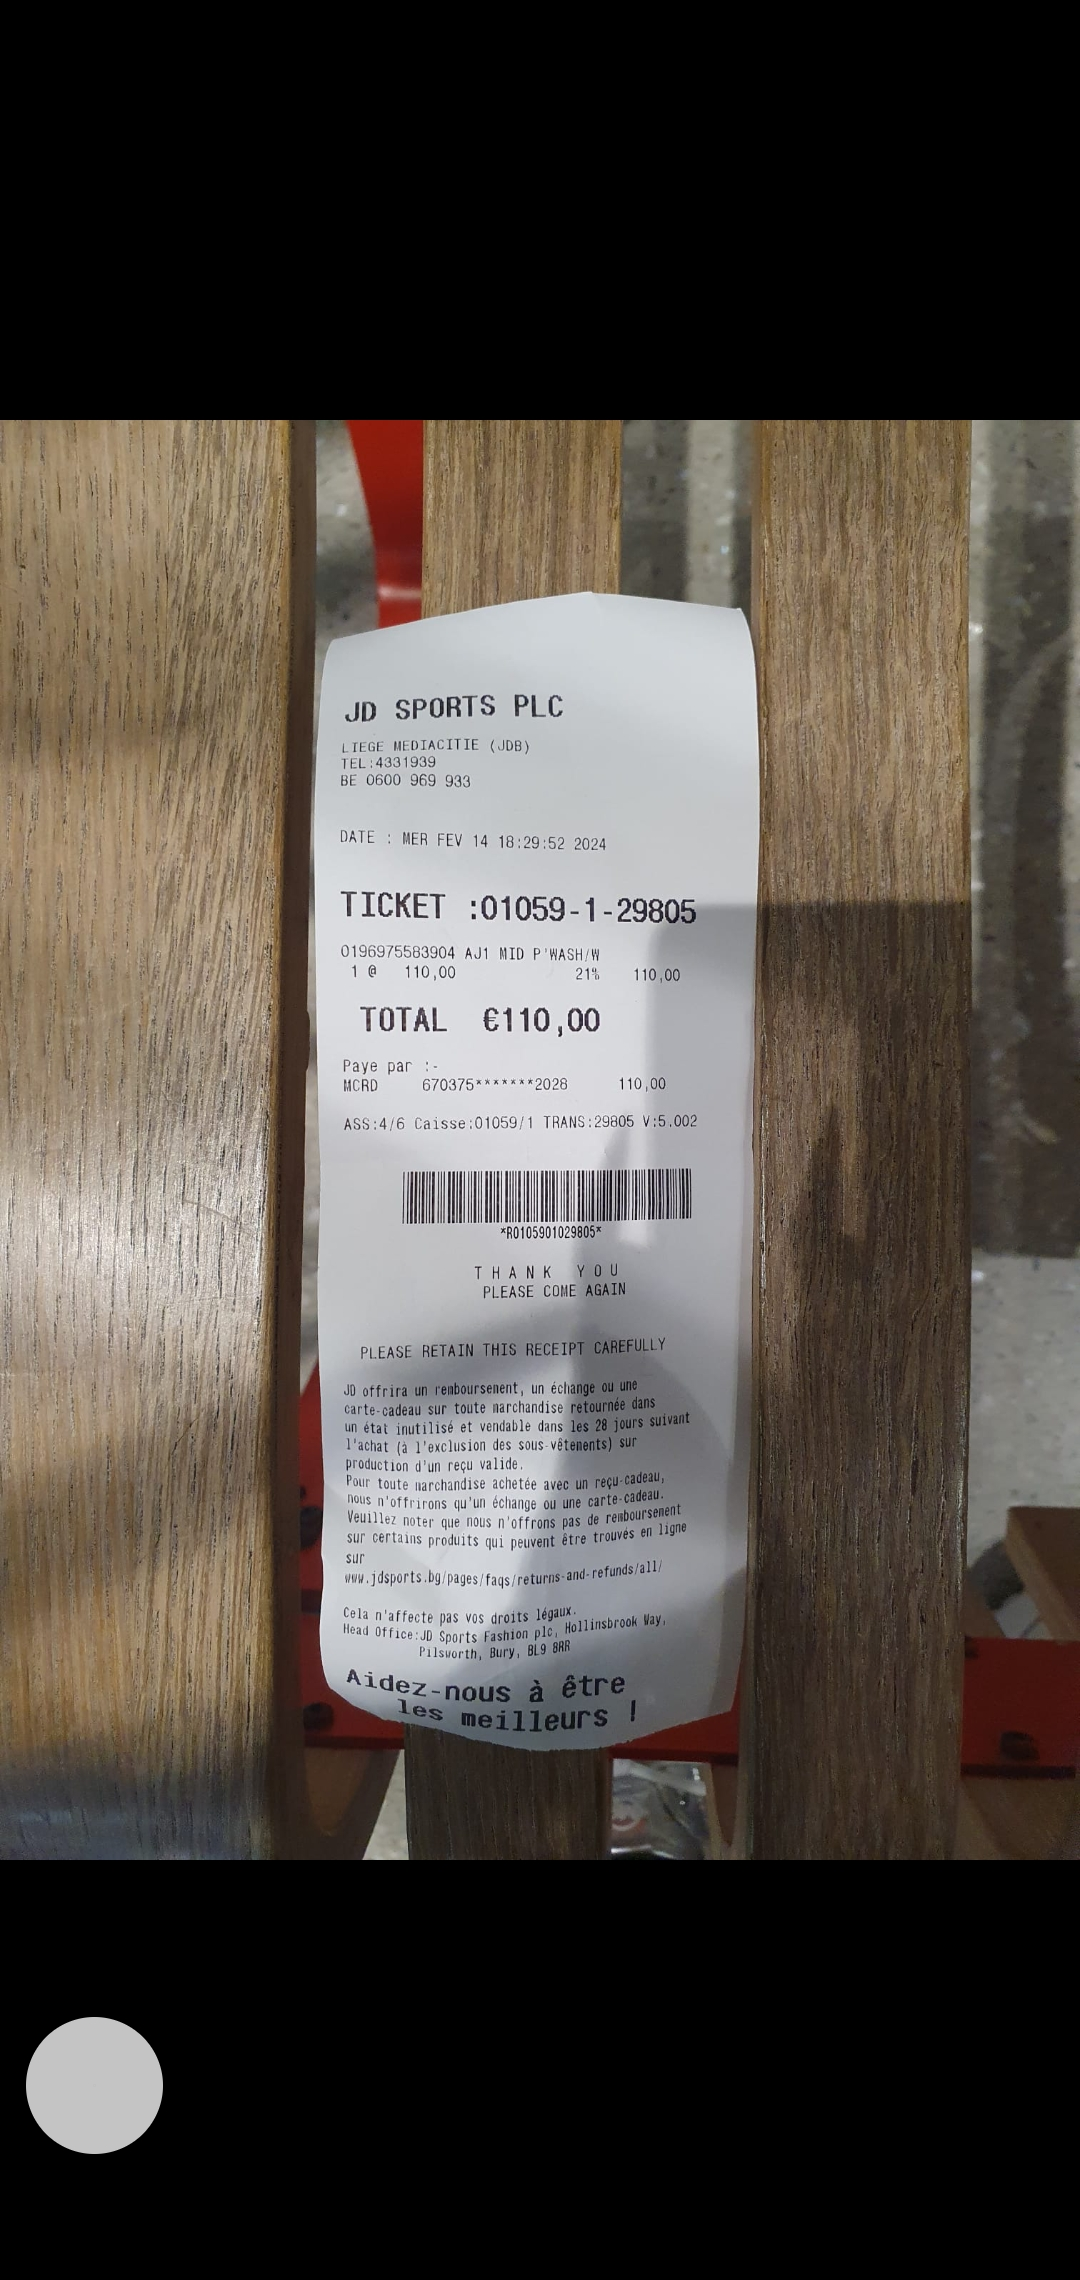 JD SPORTS PLC
LIEGE MEDIACITIE (JDB)
TEL:4331939
BE 0600 969 933
DATE : MER FEV 14 18:29:52 2024
TICKET :01059-1-29805
0196975583904 AJ1 MID P'WASH/W
1 @ 110,00 21% 110,00
TOTAL €110,00
Paye par :-
MCRD 670375*******2028 110,00
ASS:4/6 Caisse:01059/1 TRANS:29805 V:5.002
*R0105901029805*
THANK YOU
PLEASE COME AGAIN
PLEASE RETAIN THIS RECEIPT CAREFULLY
JD offrira un remboursement, un échange ou une
carte-cadeau sur toute marchandise retournée dans
un état inutilisé et vendable dans les 28 jours suivant
l'achat (à l'exclusion des sous-vêtements) sur
production d'un reçu valide.
Pour toute marchandise achetée avec un reçu-cadeau,
nous n'offrirons qu'un échange ou une carte-cadeau.
Veuillez noter que nous n'offrons pas de remboursement
sur certains produits qui peuvent être trouvés en ligne
sur
www.jdsports.bg/pages/faqs/returns-and-refunds/all/
Cela n'affecte pas vos droits légaux.
Head Office:JD Sports Fashion plc, Hollinsbrook Way,
Pilsworth, Bury, BL9 8RR
Aidez-nous à être
les meilleurs !